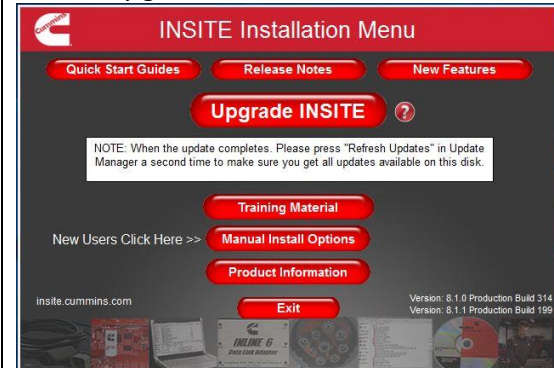 INSITE Installation Menu
Quick Start Guides
Release Notes
New Features
Upgrade INSITE
?
NOTE: When the update completes. Please press "Refresh Updates" in Update
Manager a second time to make sure you get all updates available on this disk.
Training Material
New Users Click Here >>
Manual Install Options
Product Information
insite.cummins.com
Exit
Version: 8.1.0 Production Build 314
Version: 8.1.1 Production Build 199
INLINE 6
Data Link Adapter